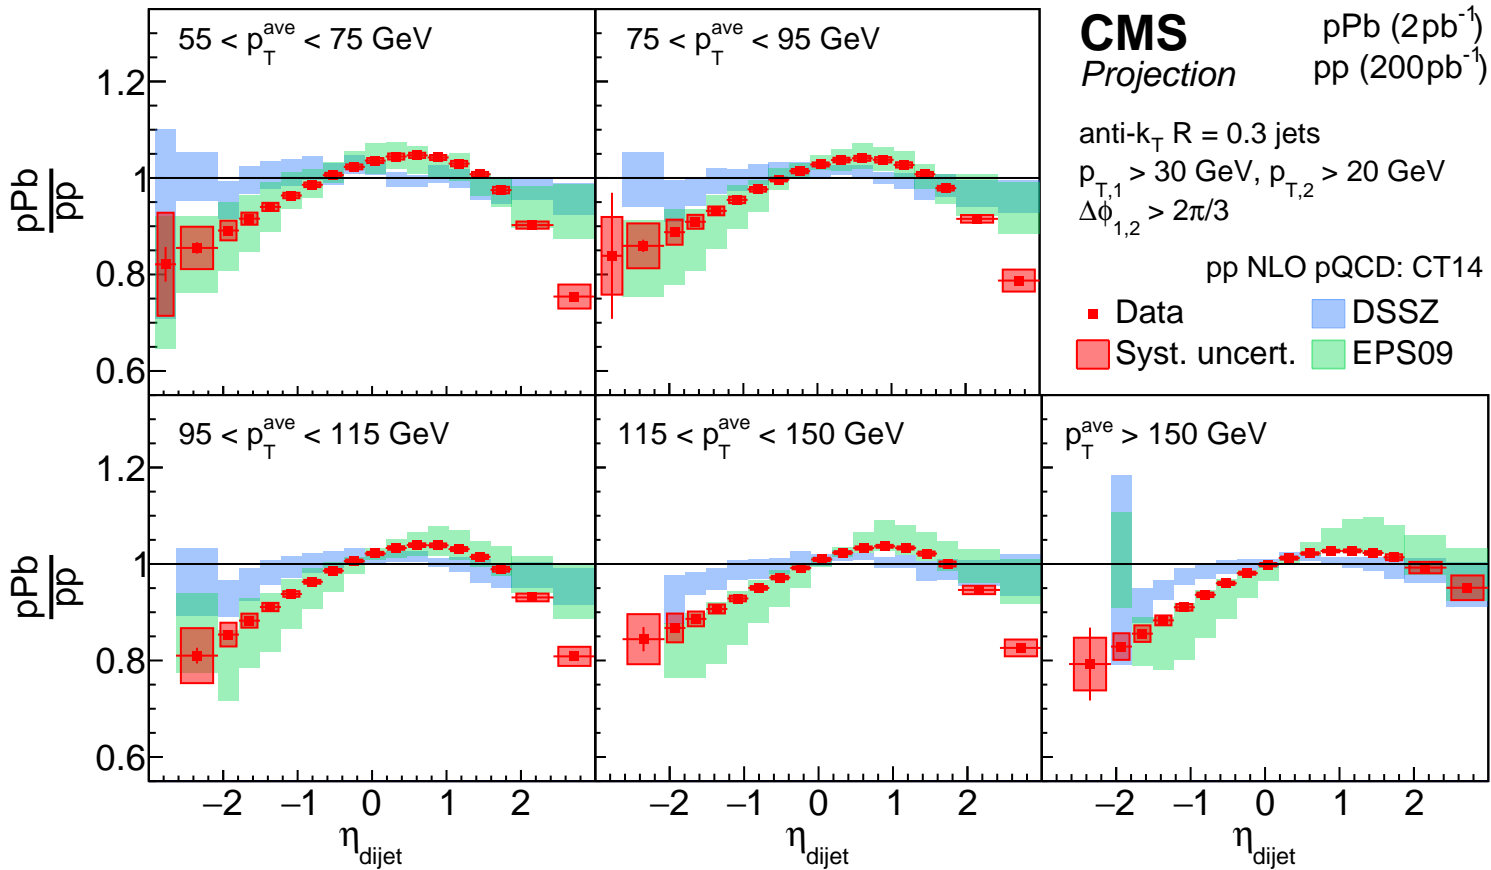 55 < p_T^ave < 75 GeV
75 < p_T^ave < 95 GeV
CMS
Projection
pPb (2pb⁻¹)
pp (200pb⁻¹)
anti-k_T R = 0.3 jets
p_T,1 > 30 GeV, p_T,2 > 20 GeV
Δϕ_1,2 > 2π/3
pp NLO pQCD: CT14
Data
DSSZ
Syst. uncert.
EPS09
pPb
pp
1.2
1
0.8
0.6
95 < p_T^ave < 115 GeV
115 < p_T^ave < 150 GeV
p_T^ave > 150 GeV
pPb
pp
1.2
1
0.8
0.6
−2 −1 0 1 2
−2 −1 0 1 2
−2 −1 0 1 2
η_dijet
η_dijet
η_dijet